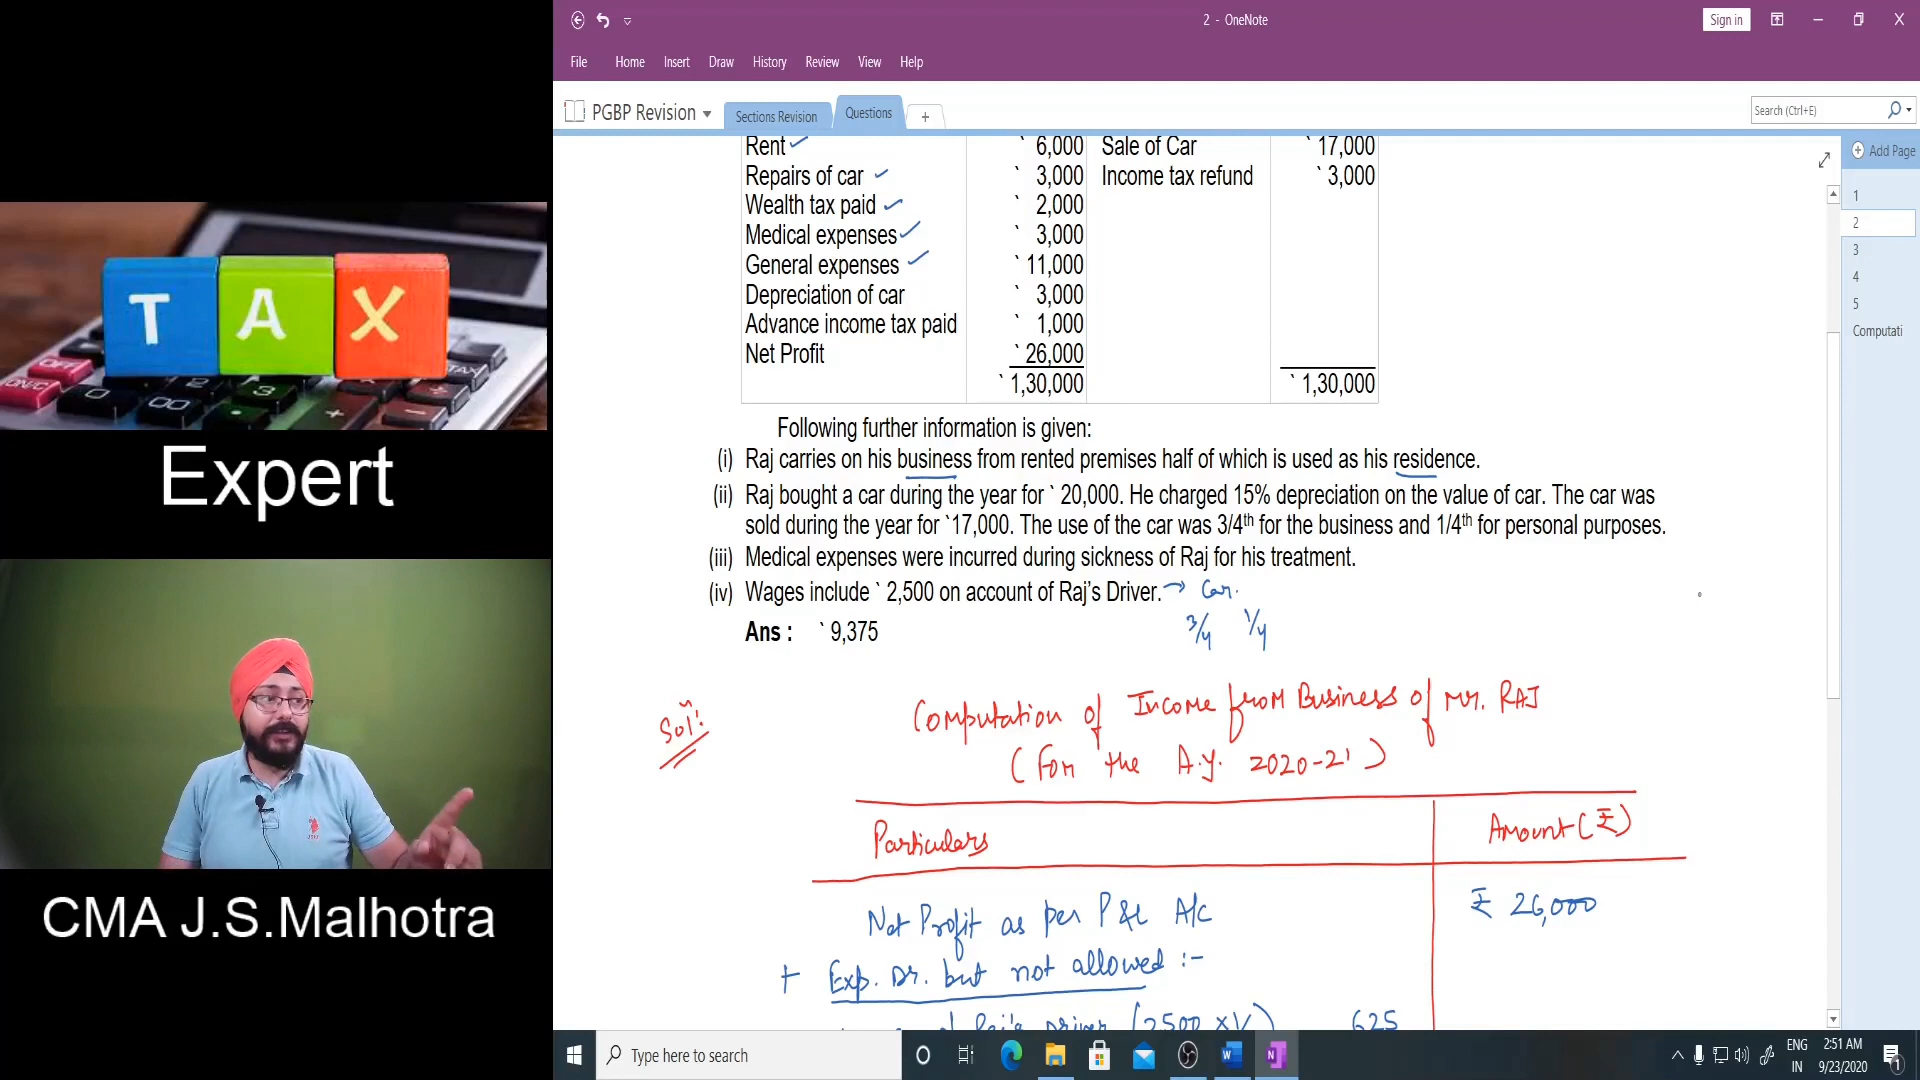 2 - OneNote
Sign in
File Home Insert Draw History Review View Help
PGBP Revision
Sections Revision
Questions
Search (Ctrl+E)
Add Page
1
2
3
4
5
Computati
Rent ` 6,000 Sale of Car ` 17,000
Repairs of car ` 3,000 Income tax refund ` 3,000
Wealth tax paid ` 2,000
Medical expenses ` 3,000
General expenses ` 11,000
Depreciation of car ` 3,000
Advance income tax paid ` 1,000
Net Profit ` 26,000
` 1,30,000 ` 1,30,000
Following further information is given:
(i) Raj carries on his business from rented premises half of which is used as his residence.
(ii) Raj bought a car during the year for ` 20,000. He charged 15% depreciation on the value of car. The car was
sold during the year for `17,000. The use of the car was 3/4th for the business and 1/4th for personal purposes.
(iii) Medical expenses were incurred during sickness of Raj for his treatment.
(iv) Wages include ` 2,500 on account of Raj's Driver. → Car.
3/4 1/4
Ans : ` 9,375
Soln:
Computation of Income from Business of Mr. RAJ
(For the A.Y. 2020-21)
Particulars Amount (₹)
Net Profit as per P&L A/c ₹ 26,000
+ Exp. Dr. but not allowed :-
Raj's driver (2500 x 625
TAX
ON/C
TAX
Expert
CMA J.S.Malhotra
Type here to search
ENG
IN
2:51 AM
9/23/2020
1